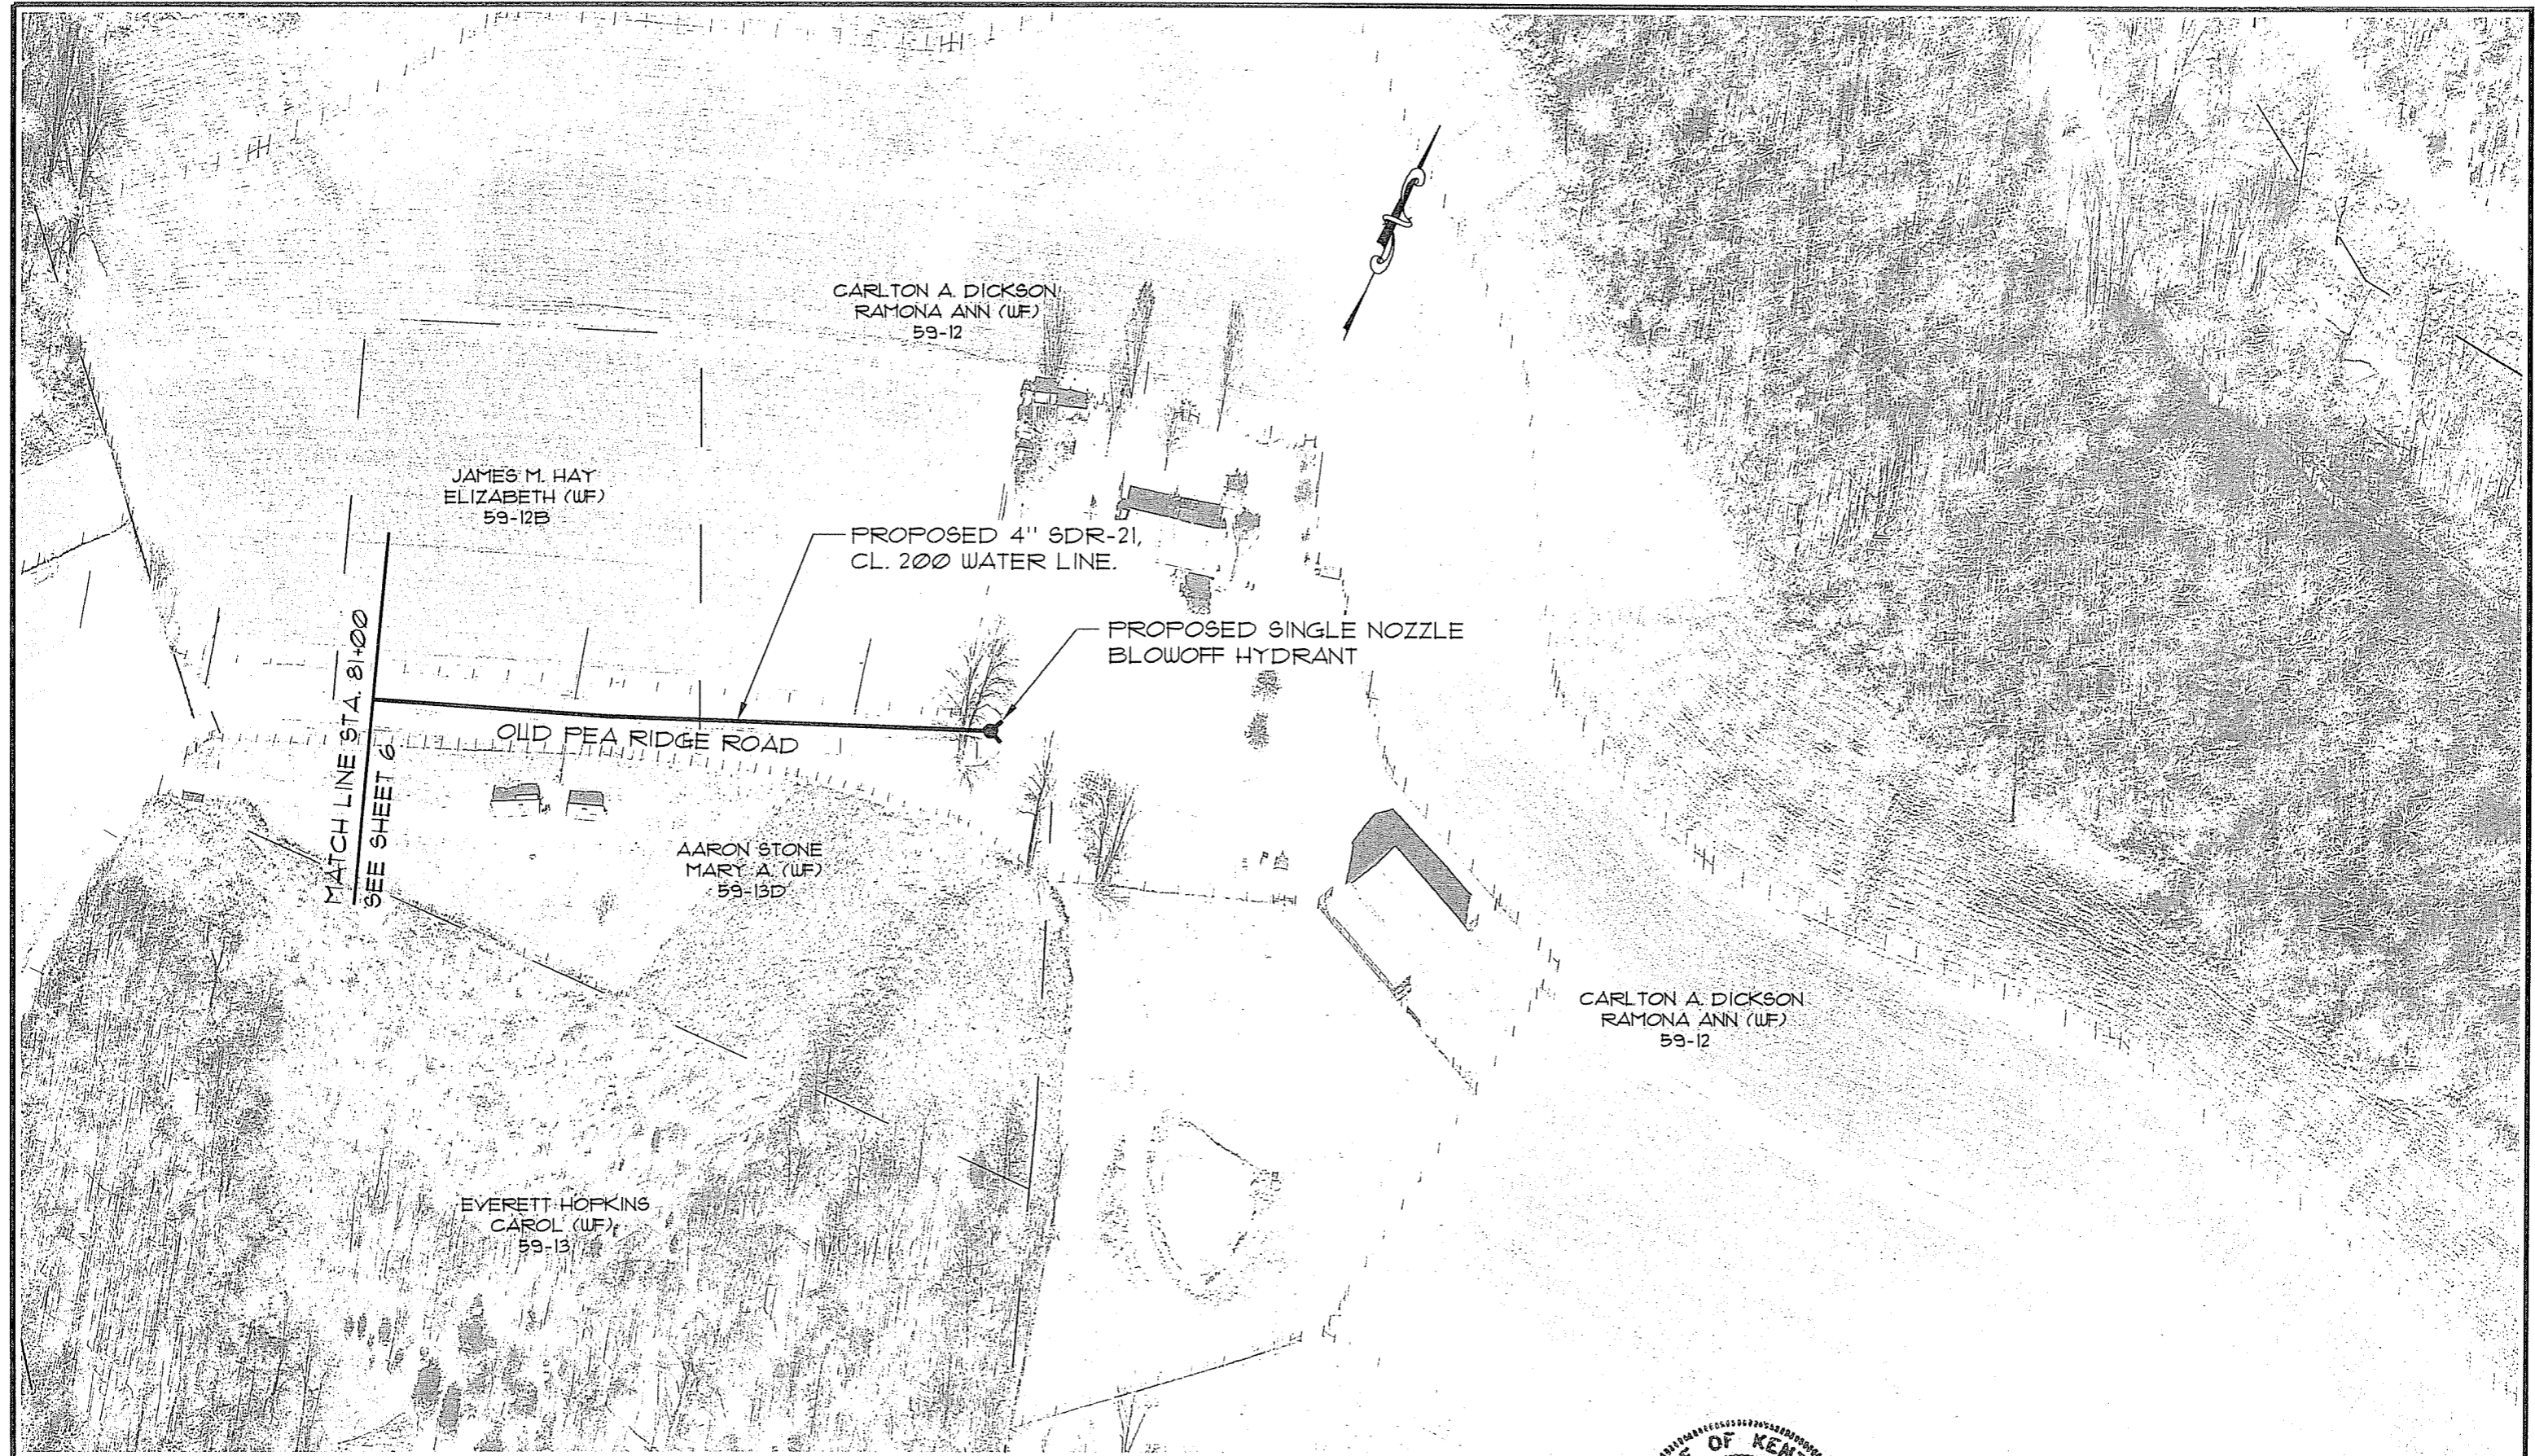 CARLTON A. DICKSON
RAMONA ANN (WF)
59-12
JAMES M. HAY
ELIZABETH (WF)
59-12B
PROPOSED 4" SDR-21,
CL. 200 WATER LINE.
PROPOSED SINGLE NOZZLE
BLOWOFF HYDRANT
MATCH LINE STA. 81+00
SEE SHEET 6
OLD PEA RIDGE ROAD
AARON STONE
MARY A. (WF)
59-13D
CARLTON A. DICKSON
RAMONA ANN (WF)
59-12
EVERETT HOPKINS
CAROL (WF)
59-13
OF